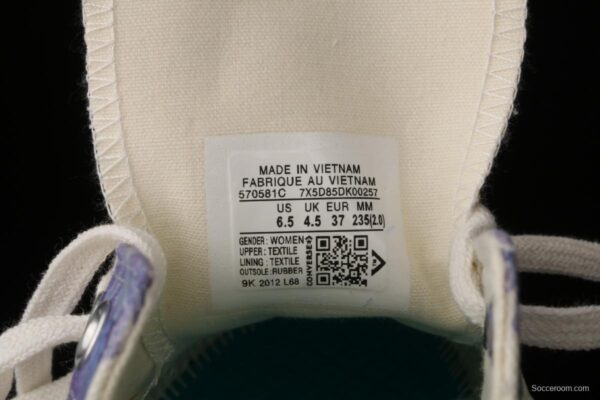 MADE IN VIETNAM
FABRIQUE AU VIETNAM
570581C 7X5D85DK00257
US UK EUR MM
6.5 4.5 37 235(2.0)
GENDER: WOMEN
UPPER: TEXTILE
LINING: TEXTILE
OUTSOLE: RUBBER
9K 2012 L68
CONVERSE
Socceroom.com